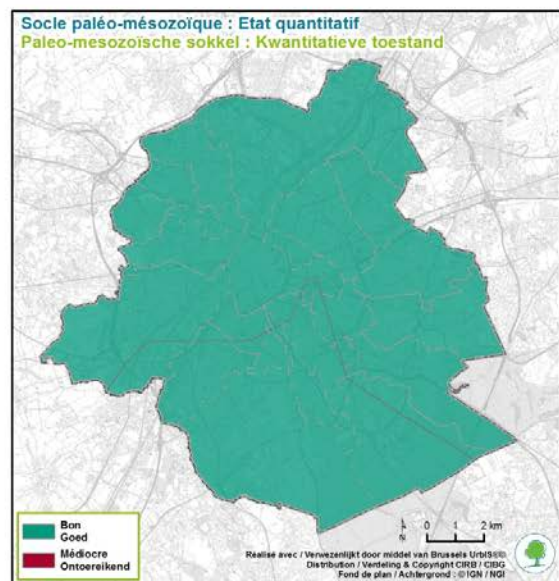 Socle paléo-mésozoïque : Etat quantitatif
Paleo-mesozoïsche sokkel : Kwantitatieve toestand
Bon
Goed
Médiocre
Ontoereikend
N
0 1 2 km
Réalisé avec / Verwezenlijkt door middel van Brussels UrbIS®©
Distribution / Verdeling & Copyright CIRB / CIBG
Fond de plan / Achtergrond : © IGN / NGI